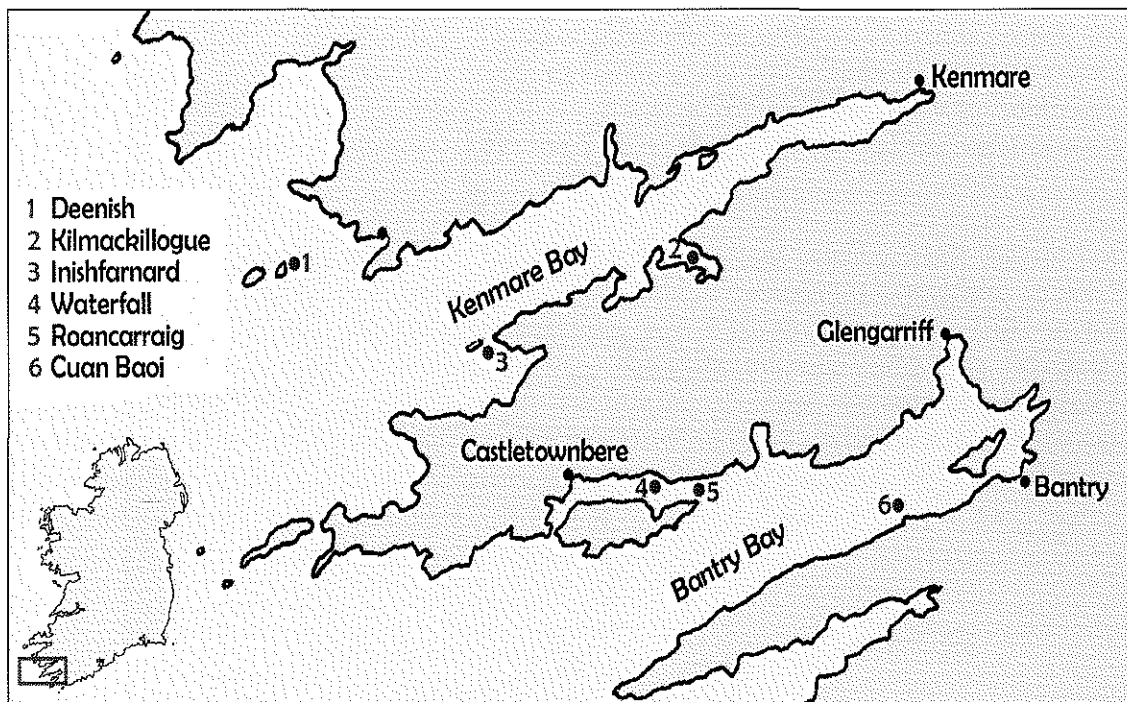 Kenmare
1 Deenish
2 Kilmackillogue
3 Inishfarnard
4 Waterfall
5 Roancarraig
6 Cuan Baoi
1
2
Kenmare Bay
3
Glengarriff
Castletownbere
4
5
6
Bantry
Bantry Bay